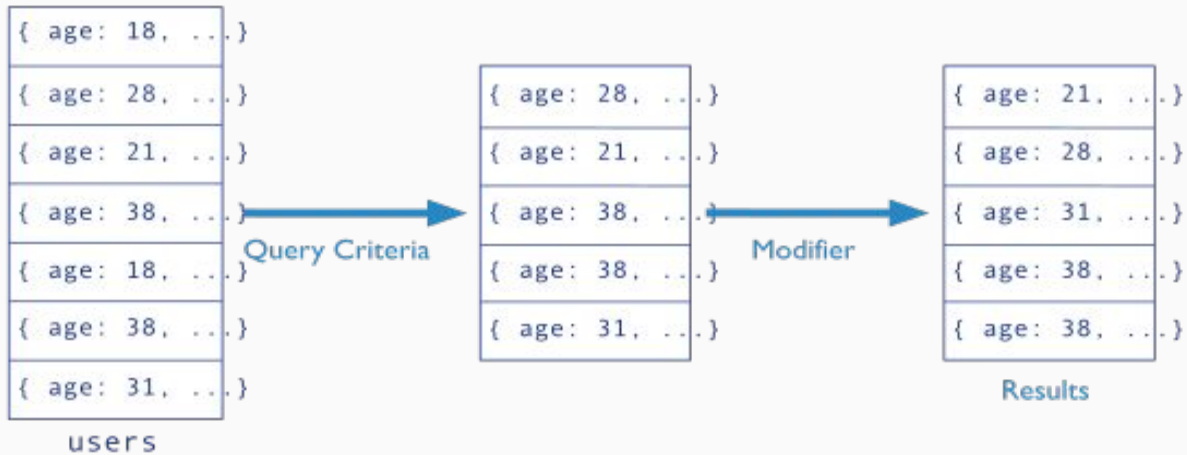 { age: 18, ...}
{ age: 28, ...}
{ age: 21, ...}
{ age: 38, ...}
{ age: 18, ...}
{ age: 38, ...}
{ age: 31, ...}
users
Query Criteria
{ age: 28, ...}
{ age: 21, ...}
{ age: 38, ...}
{ age: 38, ...}
{ age: 31, ...}
Modifier
{ age: 21, ...}
{ age: 28, ...}
{ age: 31, ...}
{ age: 38, ...}
{ age: 38, ...}
Results